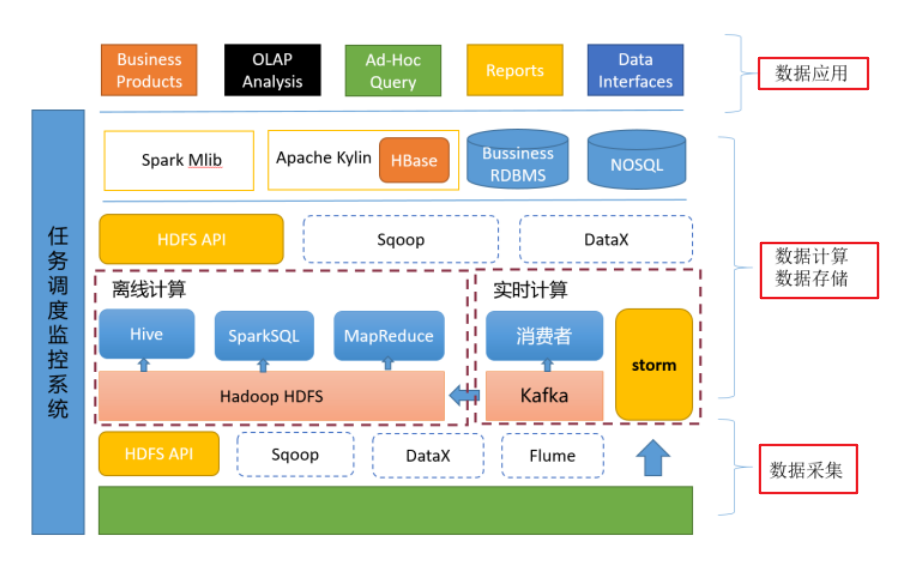 Business
Products
OLAP
Analysis
Ad-Hoc
Query
Reports
Data
Interfaces
数据应用
任务调度监控系统
Spark Mlib
Apache Kylin
HBase
Bussiness
RDBMS
NOSQL
HDFS API
Sqoop
DataX
数据计算
数据存储
离线计算
实时计算
Hive
SparkSQL
MapReduce
消费者
storm
Hadoop HDFS
Kafka
HDFS API
Sqoop
DataX
Flume
数据采集